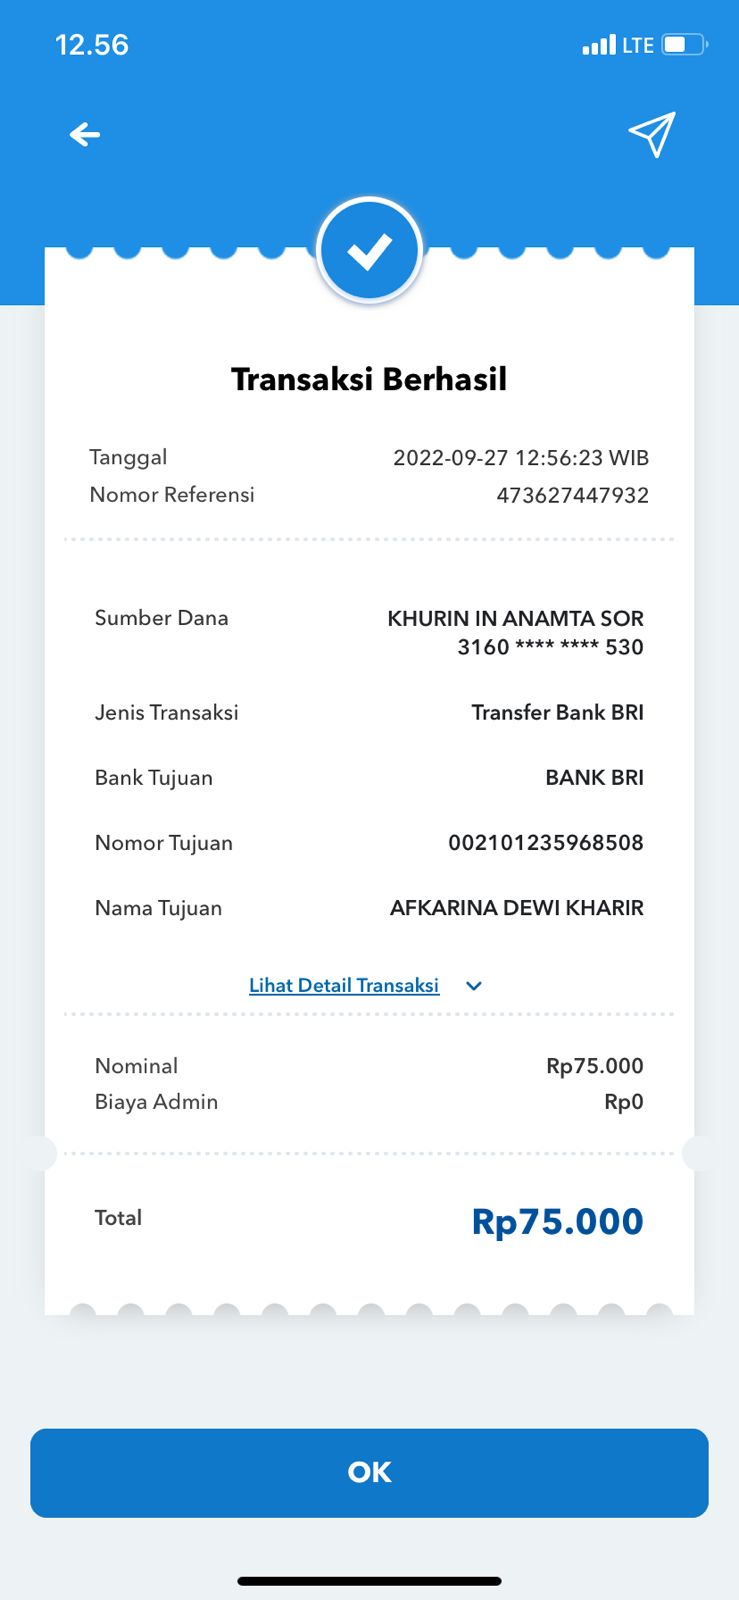 12.56
LTE
Transaksi Berhasil
Tanggal 2022-09-27 12:56:23 WIB
Nomor Referensi 473627447932
Sumber Dana KHURIN IN ANAMTA SOR
3160 **** **** 530
Jenis Transaksi Transfer Bank BRI
Bank Tujuan BANK BRI
Nomor Tujuan 002101235968508
Nama Tujuan AFKARINA DEWI KHARIR
Lihat Detail Transaksi
Nominal Rp75.000
Biaya Admin Rp0
Total Rp75.000
OK